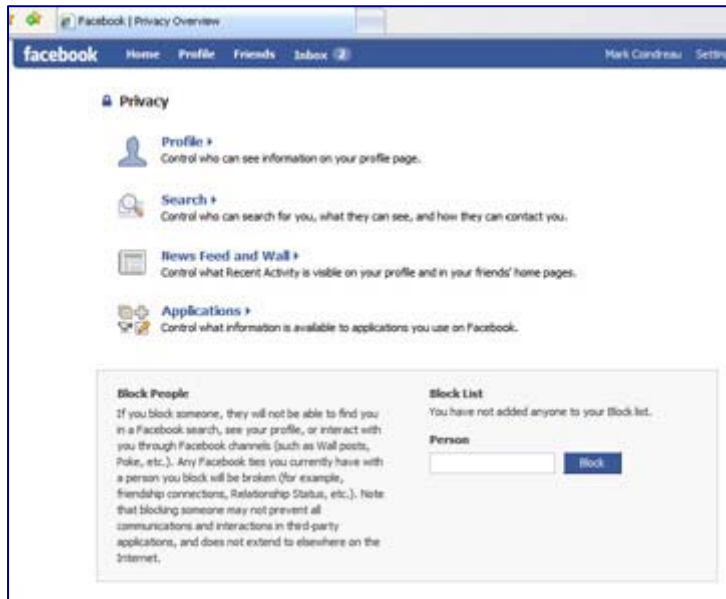 Facebook | Privacy Overview
facebook Home Profile Friends Inbox 2 Mark Coindreau Settin
Privacy
Profile
Control who can see information on your profile page.
Search
Control who can search for you, what they can see, and how they can contact you.
News Feed and Wall
Control what Recent Activity is visible on your profile and in your friends' home pages.
Applications
Control what information is available to applications you use on Facebook.
Block People
If you block someone, they will not be able to find you
in a Facebook search, see your profile, or interact with
you through Facebook channels (such as Wall posts,
Poke, etc.). Any Facebook ties you currently have with
a person you block will be broken (for example,
friendship connections, Relationship Status, etc.). Note
that blocking someone may not prevent all
communications and interactions in third-party
applications, and does not extend to elsewhere on the
Internet.
Block List
You have not added anyone to your Block list.
Person
Block